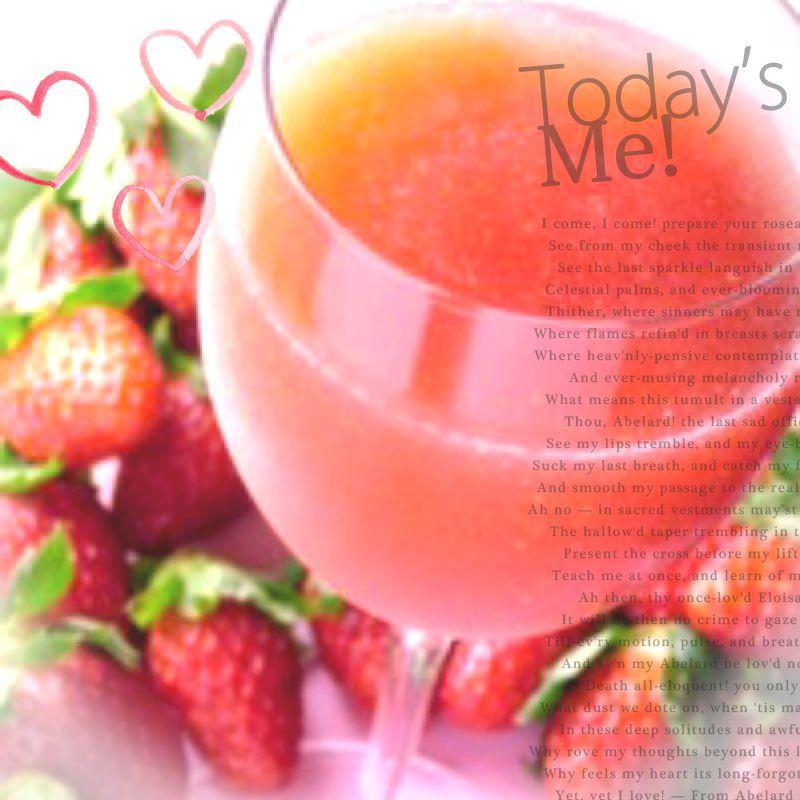 Today's
Me!
I come, I come! prepare your rosea
See from my cheek the transient
See the last sparkle languish in
Celestial palms, and ever-bloomin
Thither, where sinners may have
Where flames refin'd in breasts sera
Where heav'nly-pensive contemplat
And ever-musing melancholy
What means this tumult in a vesta
Thou, Abelard! the last sad offi
See my lips tremble, and my eye-b
Suck my last breath, and catch my
And smooth my passage to the real
Ah no — in sacred vestments may'st
The hallow'd taper trembling in t
Present the cross before my lift
Teach me at once, and learn of m
Ah then, thy once-lov'd Eloisa
It will be then no crime to gaze
Till ev'ry motion, pulse, and breat
And ev'n my Abelard be lov'd no
Death all-eloquent! you only
What dust we dote on, when 'tis ma
In these deep solitudes and awfu
Why rove my thoughts beyond this l
Why feels my heart its long-forgot
Yet, yet I love! — From Abelard